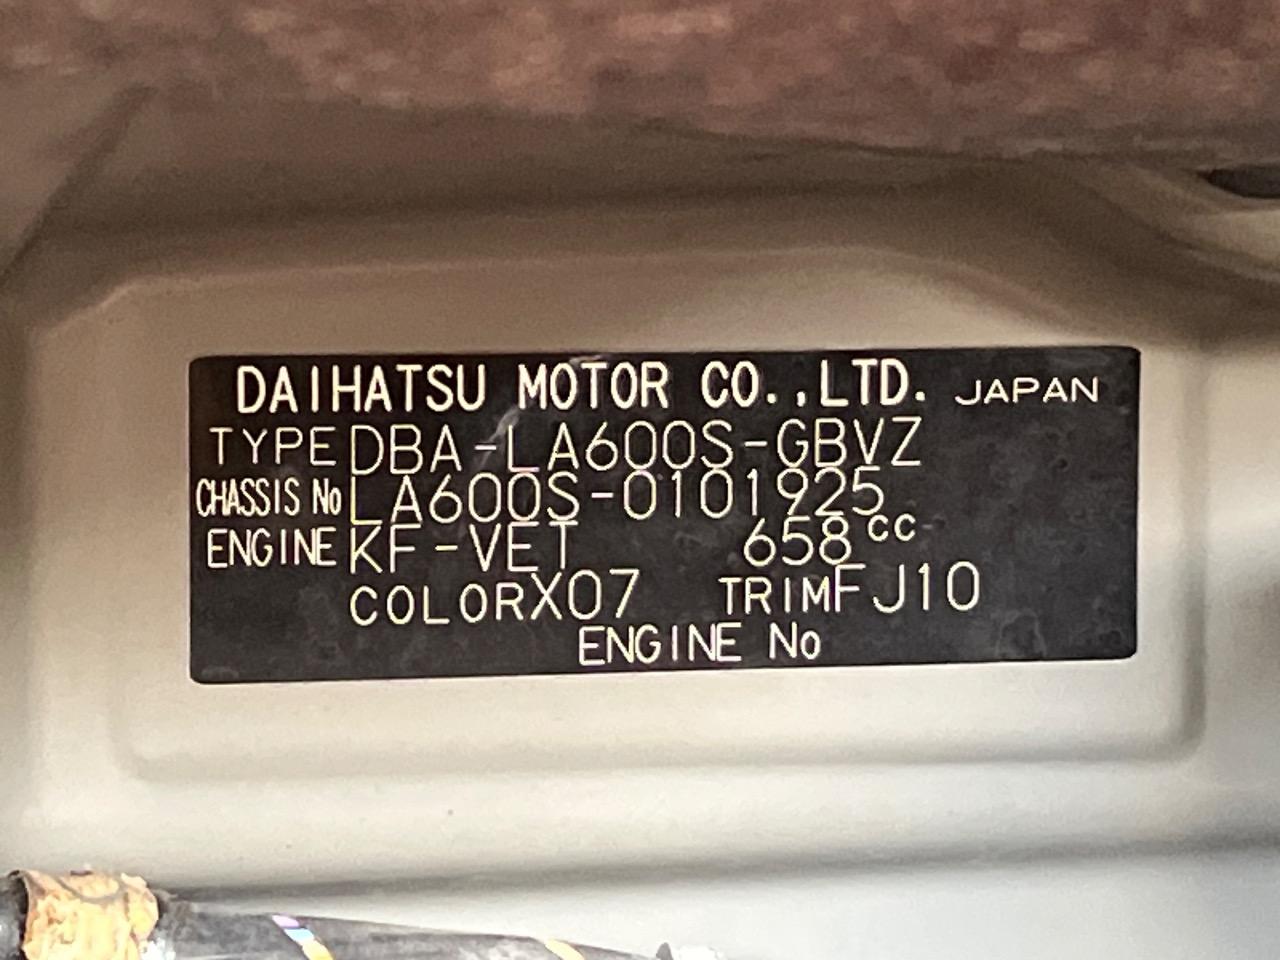 DAIHATSU MOTOR CO.,LTD. JAPAN
TYPE DBA-LA600S-GBVZ
CHASSIS No LA600S-0101925
ENGINE KF-VET 658cc
COLOR X07 TRIM FJ10
ENGINE No